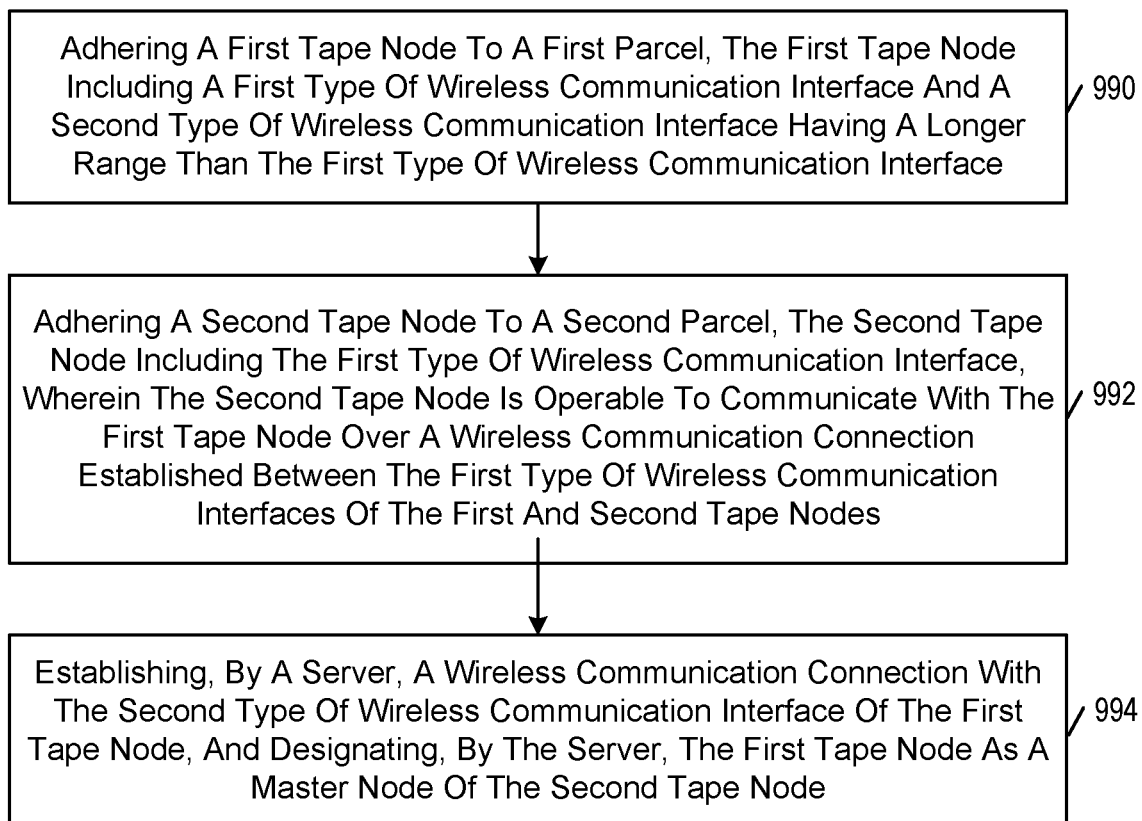 Adhering A First Tape Node To A First Parcel, The First Tape Node
Including A First Type Of Wireless Communication Interface And A
Second Type Of Wireless Communication Interface Having A Longer
Range Than The First Type Of Wireless Communication Interface
990
Adhering A Second Tape Node To A Second Parcel, The Second Tape
Node Including The First Type Of Wireless Communication Interface,
Wherein The Second Tape Node Is Operable To Communicate With The
First Tape Node Over A Wireless Communication Connection
Established Between The First Type Of Wireless Communication
Interfaces Of The First And Second Tape Nodes
992
Establishing, By A Server, A Wireless Communication Connection With
The Second Type Of Wireless Communication Interface Of The First
Tape Node, And Designating, By The Server, The First Tape Node As A
Master Node Of The Second Tape Node
994